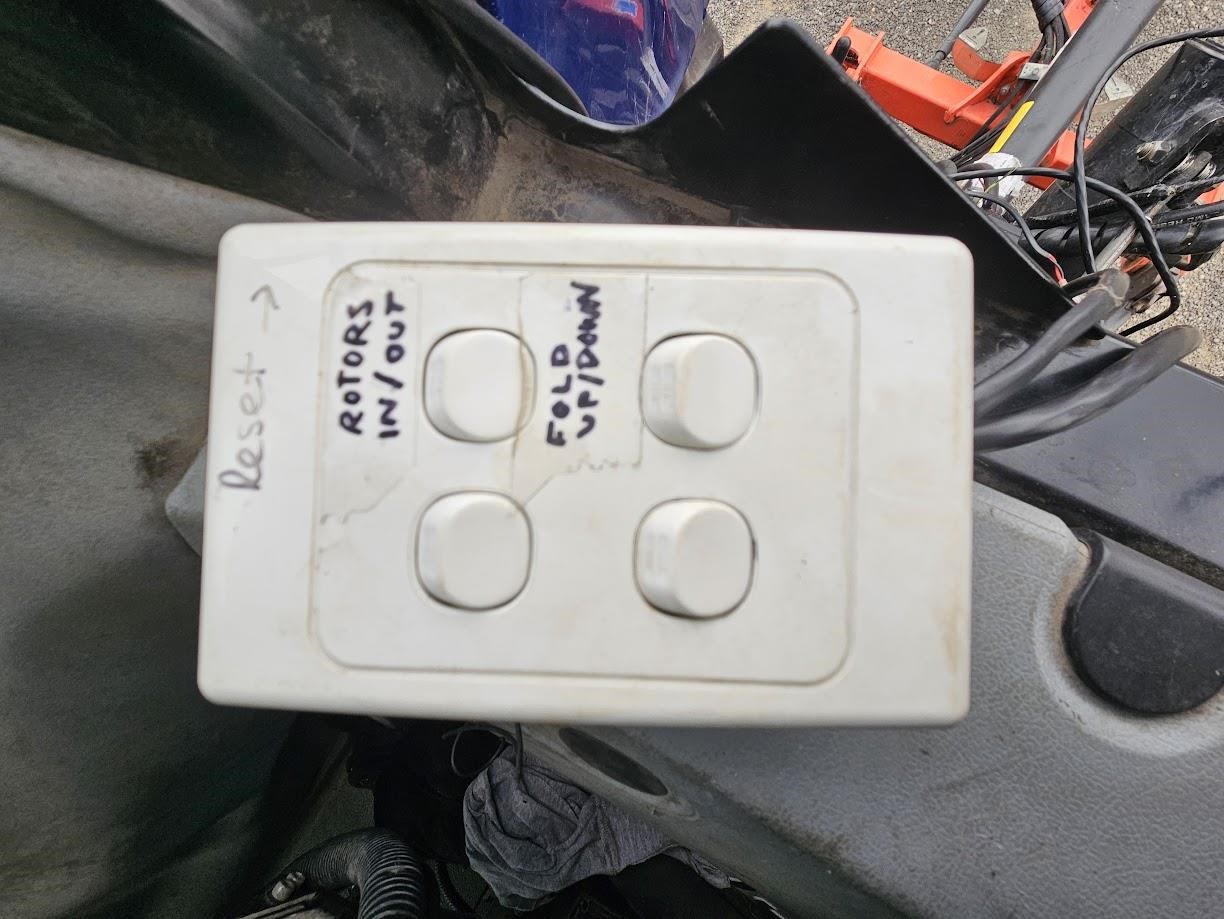 Reset →
ROTORS
IN/OUT
FOLD
UP/DOWN